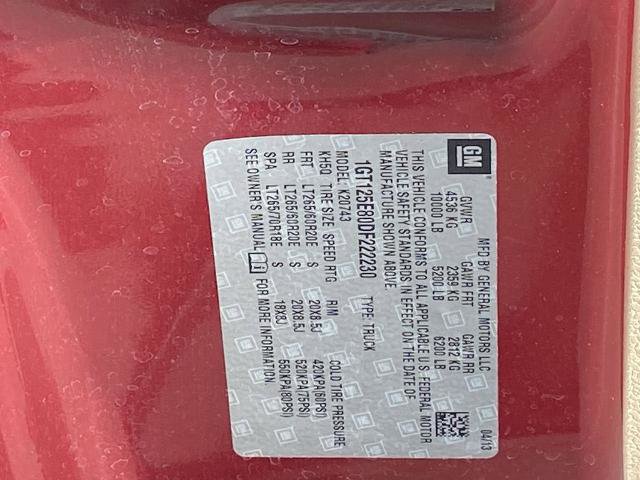 GM
MFD BY GENERAL MOTORS LLC 04/13
GVWR GAWR FRT GAWR RR
4536 KG 2359 KG 2812 KG
10000 LB 5200 LB 6200 LB
THIS VEHICLE CONFORMS TO ALL APPLICABLE U.S. FEDERAL MOTOR
VEHICLE SAFETY STANDARDS IN EFFECT ON THE DATE OF
MANUFACTURE SHOWN ABOVE.
1GT125E80DF222230 TYPE: TRUCK
MODEL: K20743
KH5Q TIRE SIZE SPEED RTG RIM COLD TIRE PRESSURE
FRT LT265/60R20E S 20X8.5J 420KPA(60PSI)
RR LT265/60R20E S 20X8.5J 520KPA(75PSI)
SPA LT265/70R18E S 18X8J 550KPA(80PSI)
SEE OWNER'S MANUAL FOR MORE INFORMATION.